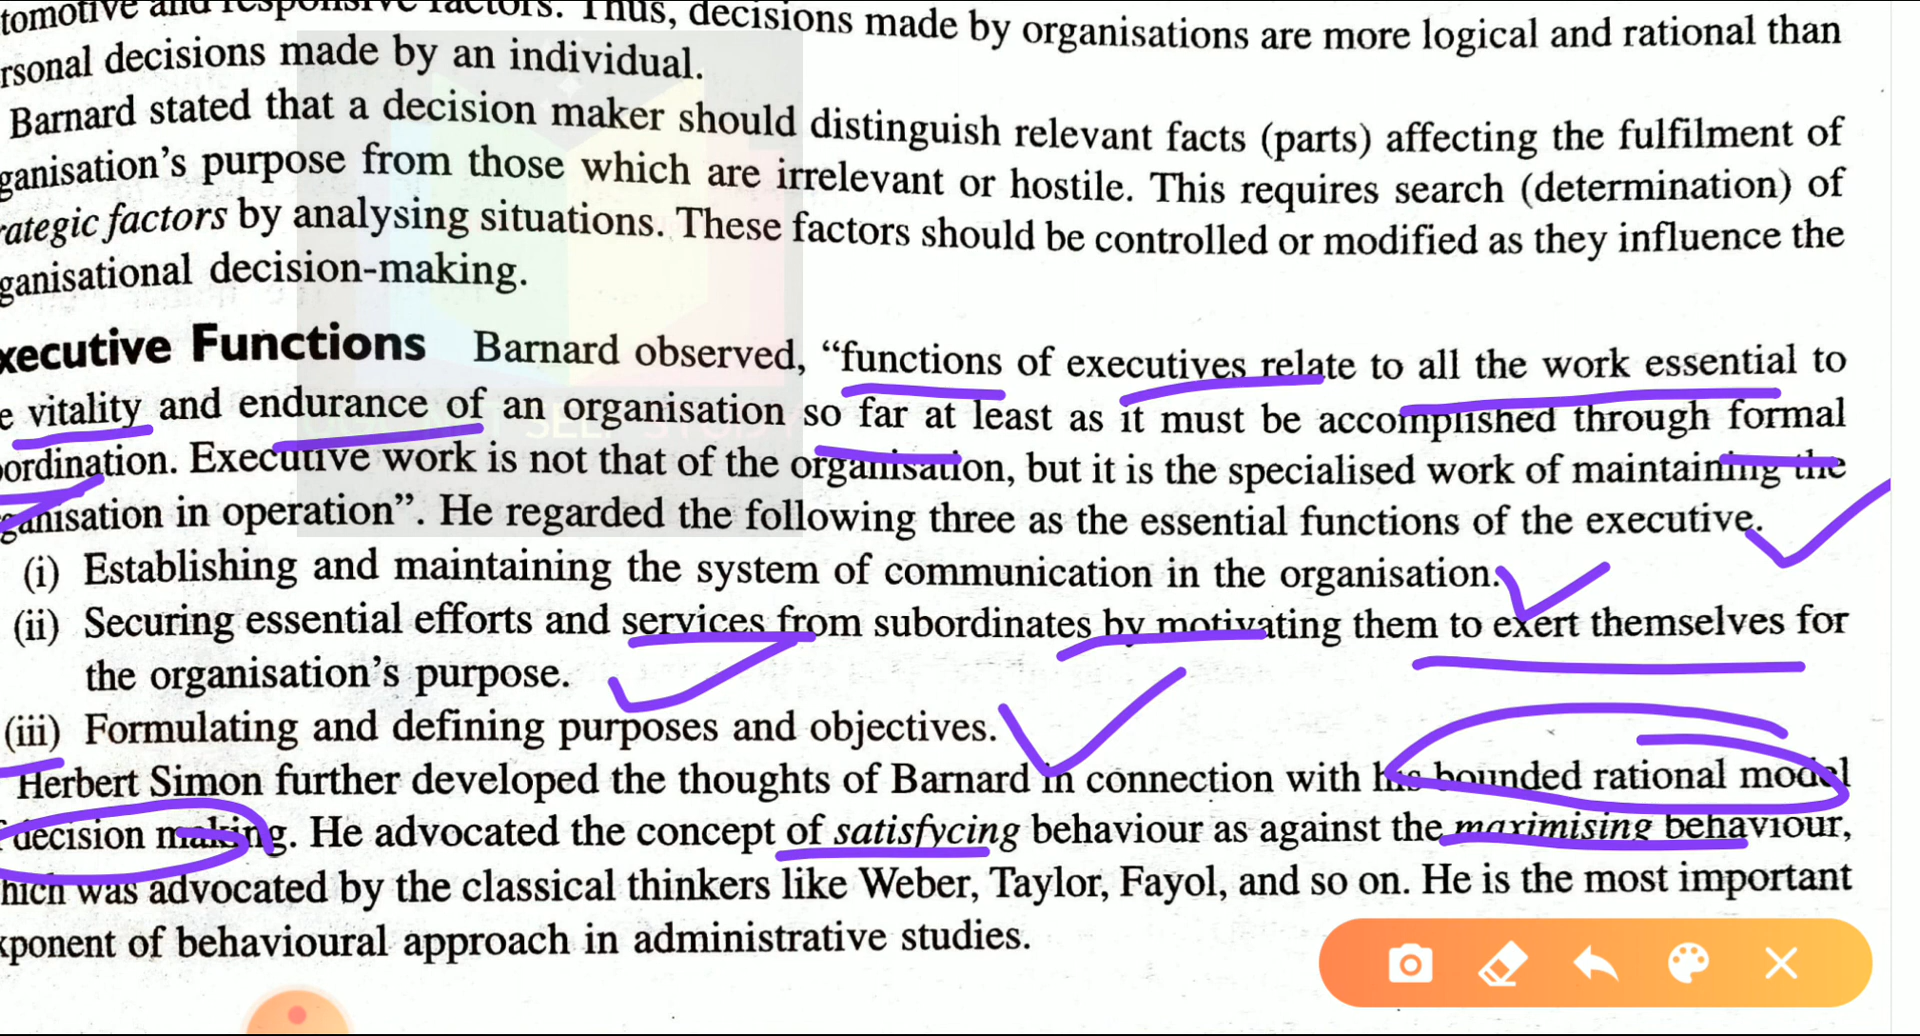 tomotive and responsive factors. Thus, decisions made by organisations are more logical and rational than
rsonal decisions made by an individual.
Barnard stated that a decision maker should distinguish relevant facts (parts) affecting the fulfilment of
ganisation's purpose from those which are irrelevant or hostile. This requires search (determination) of
rategic factors by analysing situations. These factors should be controlled or modified as they influence the
ganisational decision-making.
xecutive Functions Barnard observed, “functions of executives relate to all the work essential to
e vitality and endurance of an organisation so far at least as it must be accomplished through formal
ordination. Executive work is not that of the organisation, but it is the specialised work of maintaining the
ganisation in operation”. He regarded the following three as the essential functions of the executive.
(i) Establishing and maintaining the system of communication in the organisation.
(ii) Securing essential efforts and services from subordinates by motivating them to exert themselves for
the organisation's purpose.
(iii) Formulating and defining purposes and objectives.
Herbert Simon further developed the thoughts of Barnard in connection with his bounded rational model
decision making. He advocated the concept of satisfycing behaviour as against the maximising behaviour,
hich was advocated by the classical thinkers like Weber, Taylor, Fayol, and so on. He is the most important
xponent of behavioural approach in administrative studies.